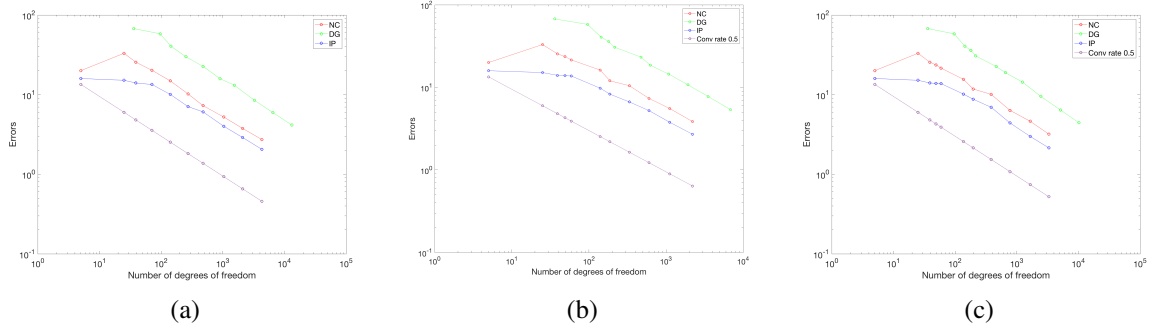 10^2
10^1
10^0
10^-1
Errors
10^0 10^1 10^2 10^3 10^4 10^5
Number of degrees of freedom
NC
DG
IP
(a)
10^2
10^1
10^0
10^-1
Errors
10^0 10^1 10^2 10^3 10^4
Number of degrees of freedom
NC
DG
IP
Conv rate 0.5
(b)
10^2
10^1
10^0
10^-1
Errors
10^0 10^1 10^2 10^3 10^4 10^5
Number of degrees of freedom
NC
DG
IP
Conv rate 0.5
(c)